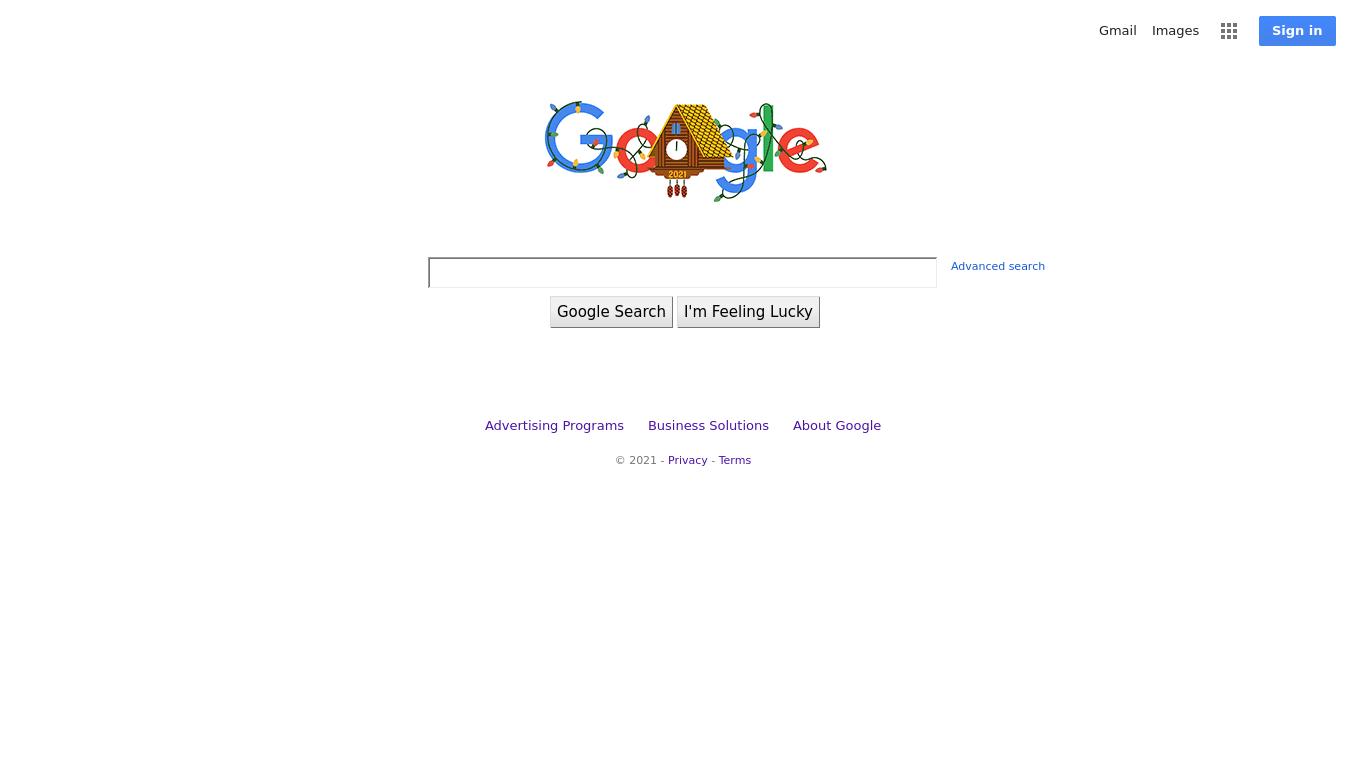 Gmail Images Sign in
Google
2021
Advanced search
Google Search I'm Feeling Lucky
Advertising Programs Business Solutions About Google
© 2021 - Privacy - Terms